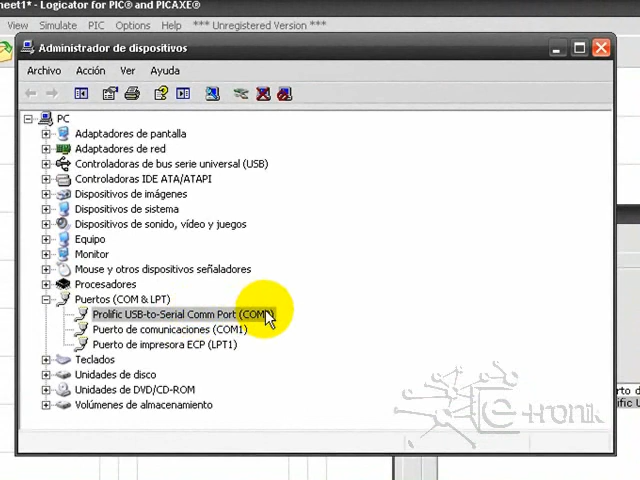 heet1* - Logicator for PIC® and PICAXE®
View Simulate PIC Options Help *** Unregistered Version ***
Administrador de dispositivos
Archivo Acción Ver Ayuda
PC
Adaptadores de pantalla
Adaptadores de red
Controladoras de bus serie universal (USB)
Controladoras IDE ATA/ATAPI
Dispositivos de imágenes
Dispositivos de sistema
Dispositivos de sonido, vídeo y juegos
Equipo
Monitor
Mouse y otros dispositivos señaladores
Procesadores
Puertos (COM & LPT)
Prolific USB-to-Serial Comm Port
Puerto de comunicaciones (COM1)
Puerto de impresora ECP (LPT1)
Teclados
Unidades de disco
Unidades de DVD/CD-ROM
Volúmenes de almacenamiento
e-tronik